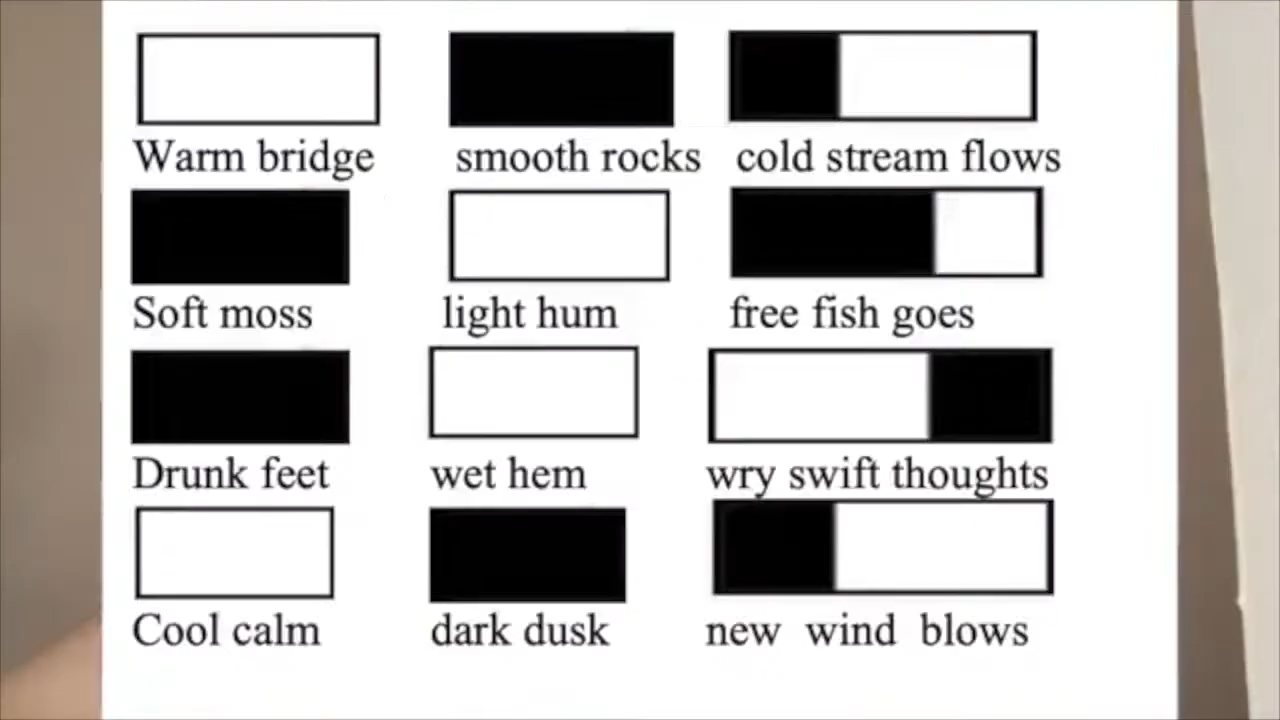 Warm bridge smooth rocks cold stream flows
Soft moss light hum free fish goes
Drunk feet wet hem wry swift thoughts
Cool calm dark dusk new wind blows